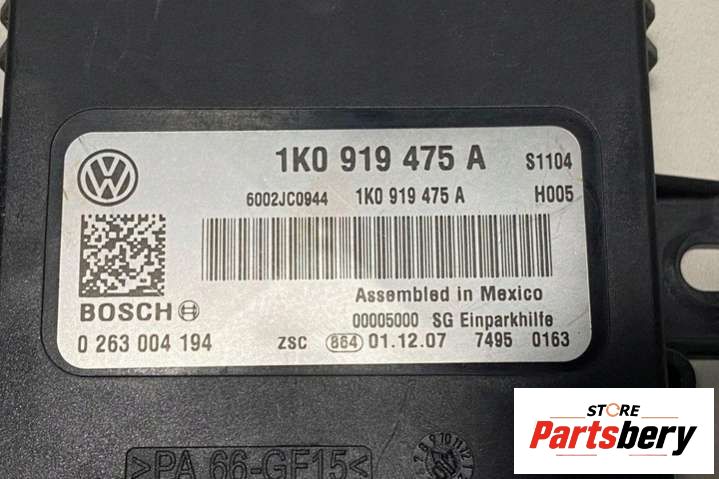 1K0 919 475 A S1104
6002JC0944 1K0 919 475 A H005
BOSCH
Assembled in Mexico
00005000 SG Einparkhilfe
0 263 004 194 ZSC 864 01.12.07 7495 0163
>PA 66-GF15<
STORE
Partsbery